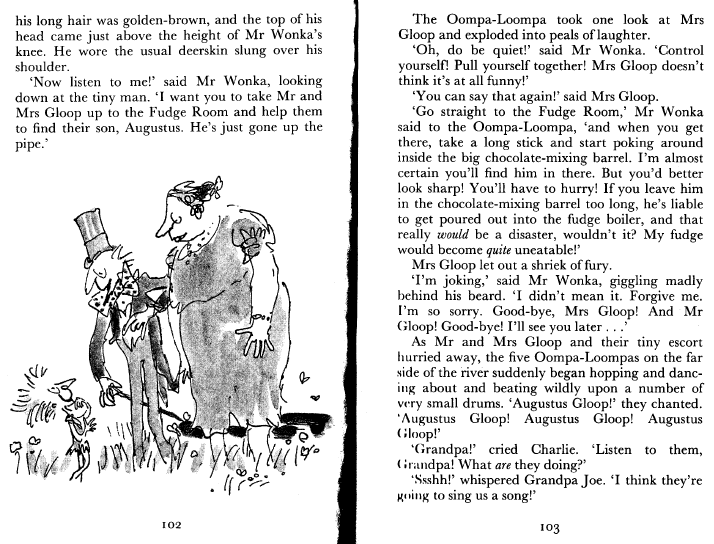 his long hair was golden-brown, and the top of his
head came just above the height of Mr Wonka's
knee. He wore the usual deerskin slung over his
shoulder.
'Now listen to me!' said Mr Wonka, looking
down at the tiny man. 'I want you to take Mr and
Mrs Gloop up to the Fudge Room and help them
to find their son, Augustus. He's just gone up the
pipe.'
102
The Oompa-Loompa took one look at Mrs
Gloop and exploded into peals of laughter.
'Oh, do be quiet!' said Mr Wonka. 'Control
yourself! Pull yourself together! Mrs Gloop doesn't
think it's at all funny!'
'You can say that again!' said Mrs Gloop.
'Go straight to the Fudge Room,' Mr Wonka
said to the Oompa-Loompa, 'and when you get
there, take a long stick and start poking around
inside the big chocolate-mixing barrel. I'm almost
certain you'll find him in there. But you'd better
look sharp! You'll have to hurry! If you leave him
in the chocolate-mixing barrel too long, he's liable
to get poured out into the fudge boiler, and that
really would be a disaster, wouldn't it? My fudge
would become quite uneatable!'
Mrs Gloop let out a shriek of fury.
'I'm joking,' said Mr Wonka, giggling madly
behind his beard. 'I didn't mean it. Forgive me.
I'm so sorry. Good-bye, Mrs Gloop! And Mr
Gloop! Good-bye! I'll see you later . . .'
As Mr and Mrs Gloop and their tiny escort
hurried away, the five Oompa-Loompas on the far
side of the river suddenly began hopping and danc-
ing about and beating wildly upon a number of
very small drums. 'Augustus Gloop!' they chanted.
'Augustus Gloop! Augustus Gloop! Augustus
Gloop!'
'Grandpa!' cried Charlie. 'Listen to them,
Grandpa! What are they doing?'
'Ssshh!' whispered Grandpa Joe. 'I think they're
going to sing us a song!'
103